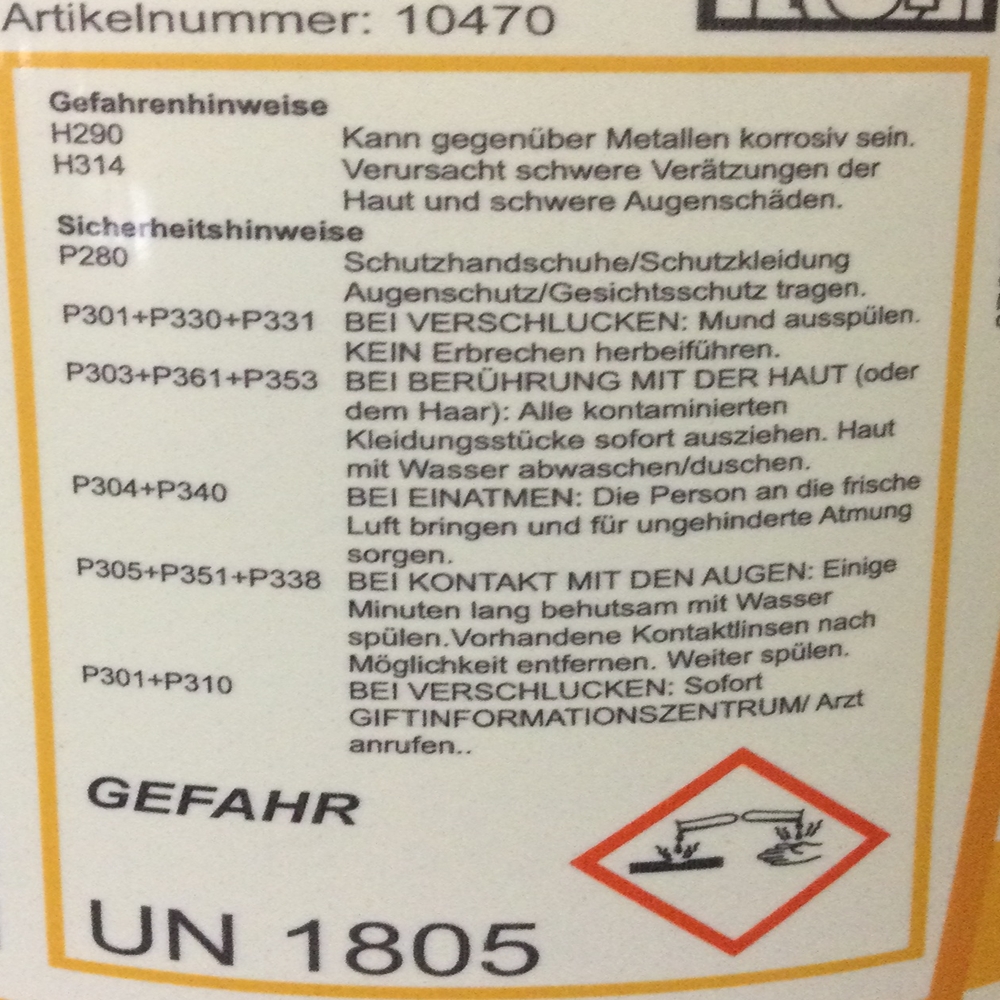 Artikelnummer: 10470
Gefahrenhinweise
H290 Kann gegenüber Metallen korrosiv sein.
H314 Verursacht schwere Verätzungen der
Haut und schwere Augenschäden.
Sicherheitshinweise
P280 Schutzhandschuhe/Schutzkleidung
Augenschutz/Gesichtsschutz tragen.
P301+P330+P331 BEI VERSCHLUCKEN: Mund ausspülen.
KEIN Erbrechen herbeiführen.
P303+P361+P353 BEI BERÜHRUNG MIT DER HAUT (oder
dem Haar): Alle kontaminierten
Kleidungsstücke sofort ausziehen. Haut
mit Wasser abwaschen/duschen.
P304+P340 BEI EINATMEN: Die Person an die frische
Luft bringen und für ungehinderte Atmung
sorgen.
P305+P351+P338 BEI KONTAKT MIT DEN AUGEN: Einige
Minuten lang behutsam mit Wasser
spülen.Vorhandene Kontaktlinsen nach
Möglichkeit entfernen. Weiter spülen.
P301+P310 BEI VERSCHLUCKEN: Sofort
GIFTINFORMATIONSZENTRUM/ Arzt
anrufen..
GEFAHR
UN 1805